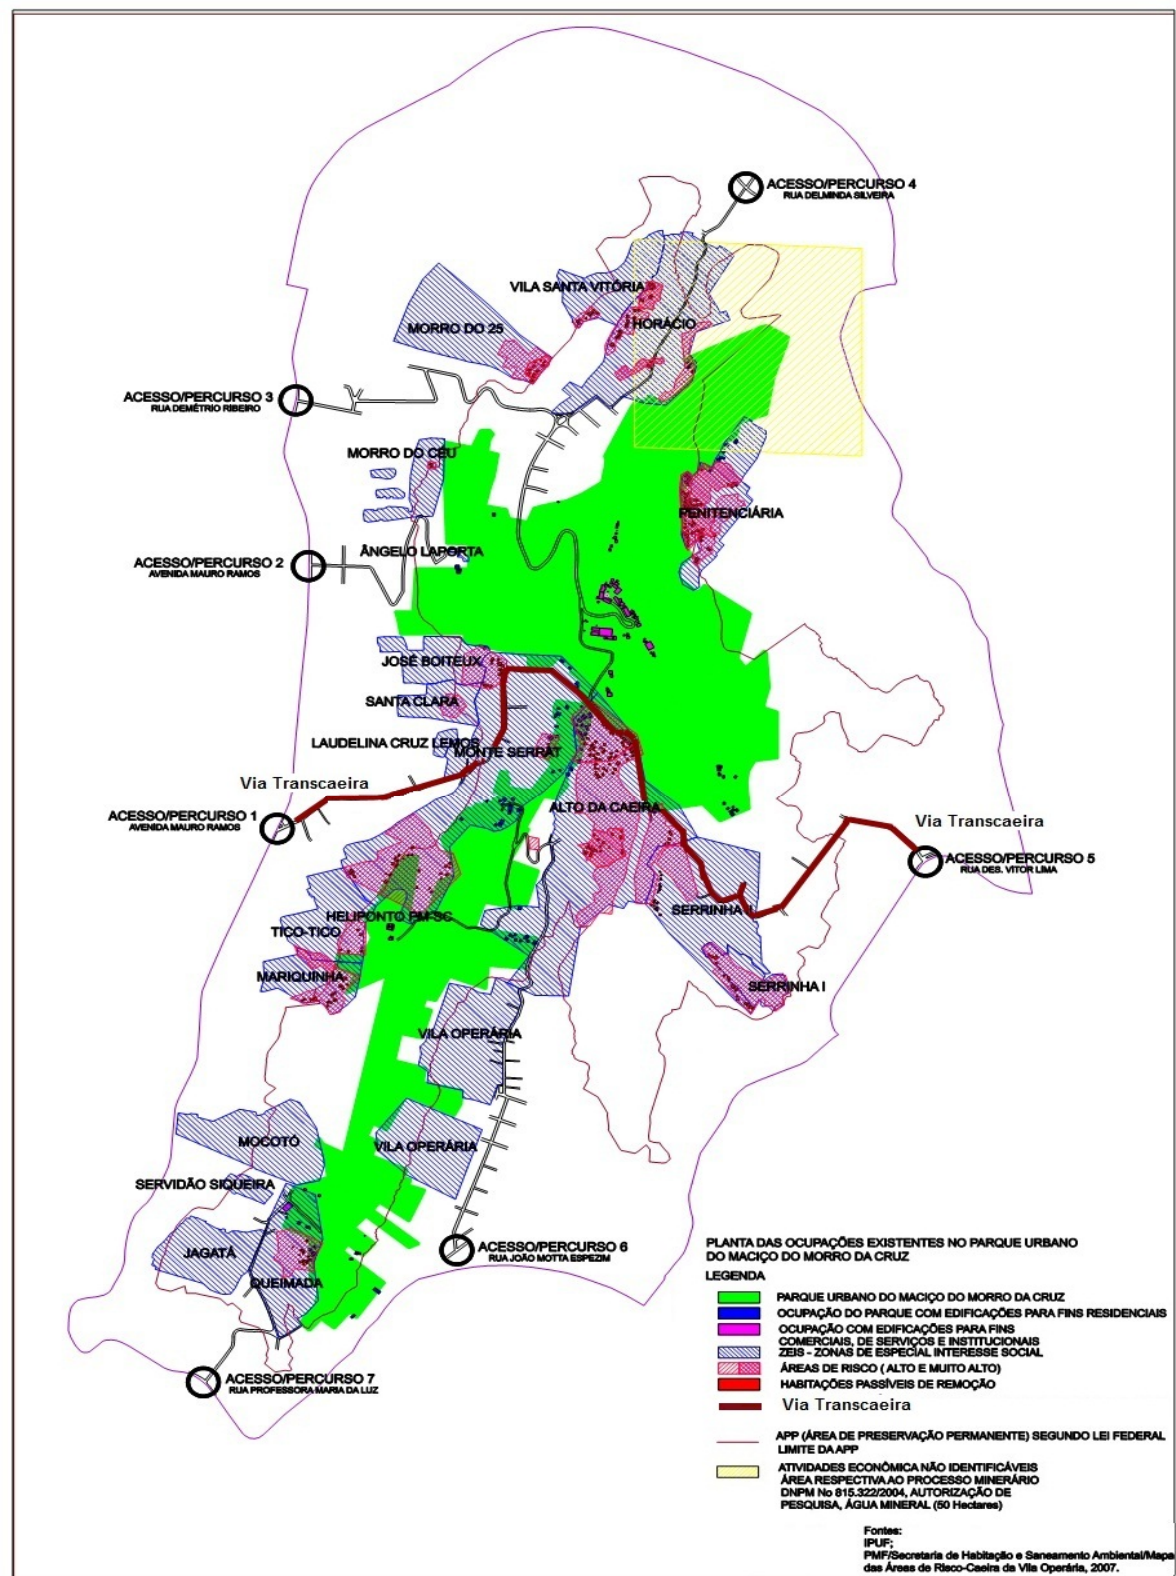 ACESSO/PERCURSO 4
RUA DELMINDA SILVEIRA
VILA SANTA VITÓRIA
MORRO DO 25
HORÁCIO
ACESSO/PERCURSO 3
RUA DEMÉTRIO RIBEIRO
MORRO DO CÉU
PENITENCIÁRIA
ÂNGELO LAPORTA
ACESSO/PERCURSO 2
AVENIDA MAURO RAMOS
JOSÉ BOITEUX
SANTA CLARA
LAUDELINA CRUZ LEMOS
MONTE SERRAT
Via Transcaeira
ALTO DA CAEIRA
ACESSO/PERCURSO 1
AVENIDA MAURO RAMOS
Via Transcaeira
ACESSO/PERCURSO 5
RUA DES. VITOR LIMA
HELIPONTO PM-SC
SERRINHA II
TICO-TICO
MARIQUINHA
SERRINHA I
VILA OPERÁRIA
MOCOTÓ
VILA OPERÁRIA
SERVIDÃO SIQUEIRA
JAGATÁ
QUEIMADA
ACESSO/PERCURSO 6
RUA JOÃO MOTTA ESPEZIM
ACESSO/PERCURSO 7
RUA PROFESSORA MARIA DA LUZ
PLANTA DAS OCUPAÇÕES EXISTENTES NO PARQUE URBANO
DO MACIÇO DO MORRO DA CRUZ
LEGENDA
PARQUE URBANO DO MACIÇO DO MORRO DA CRUZ
OCUPAÇÃO DO PARQUE COM EDIFICAÇÕES PARA FINS RESIDENCIAIS
OCUPAÇÃO COM EDIFICAÇÕES PARA FINS
COMERCIAIS, DE SERVIÇOS E INSTITUCIONAIS
ZEIS - ZONAS DE ESPECIAL INTERESSE SOCIAL
ÁREAS DE RISCO ( ALTO E MUITO ALTO)
HABITAÇÕES PASSÍVEIS DE REMOÇÃO
Via Transcaeira
APP (ÁREA DE PRESERVAÇÃO PERMANENTE) SEGUNDO LEI FEDERAL
LIMITE DA APP
ATIVIDADES ECONÔMICA NÃO IDENTIFICÁVEIS
ÁREA RESPECTIVA AO PROCESSO MINERÁRIO
DNPM No 815.322/2004, AUTORIZAÇÃO DE
PESQUISA, ÁGUA MINERAL (50 Hectares)
Fontes:
IPUF;
PMF/Secretaria de Habitação e Saneamento Ambiental/Mapa
das Áreas de Risco-Caeira da Vila Operária, 2007.